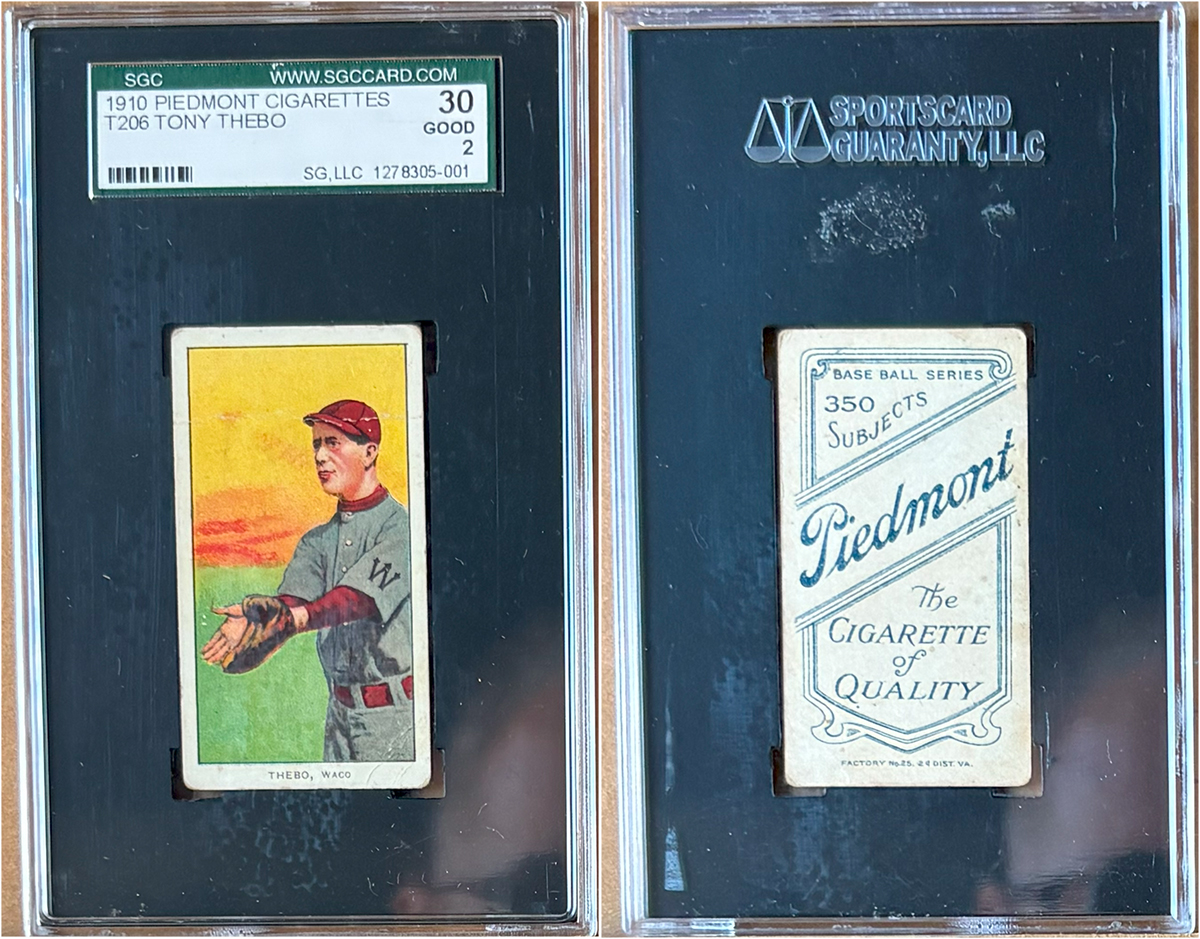 SGC WWW.SGCCARD.COM
1910 PIEDMONT CIGARETTES 30
T206 TONY THEBO GOOD
2
SG, LLC 1278305-001
W
THEBO, WACO
SPORTSCARD
GUARANTY, LLC
BASE BALL SERIES
350
SUBJECTS
Piedmont
The
CIGARETTE
of
QUALITY
FACTORY No. 25, 2d DIST. VA.